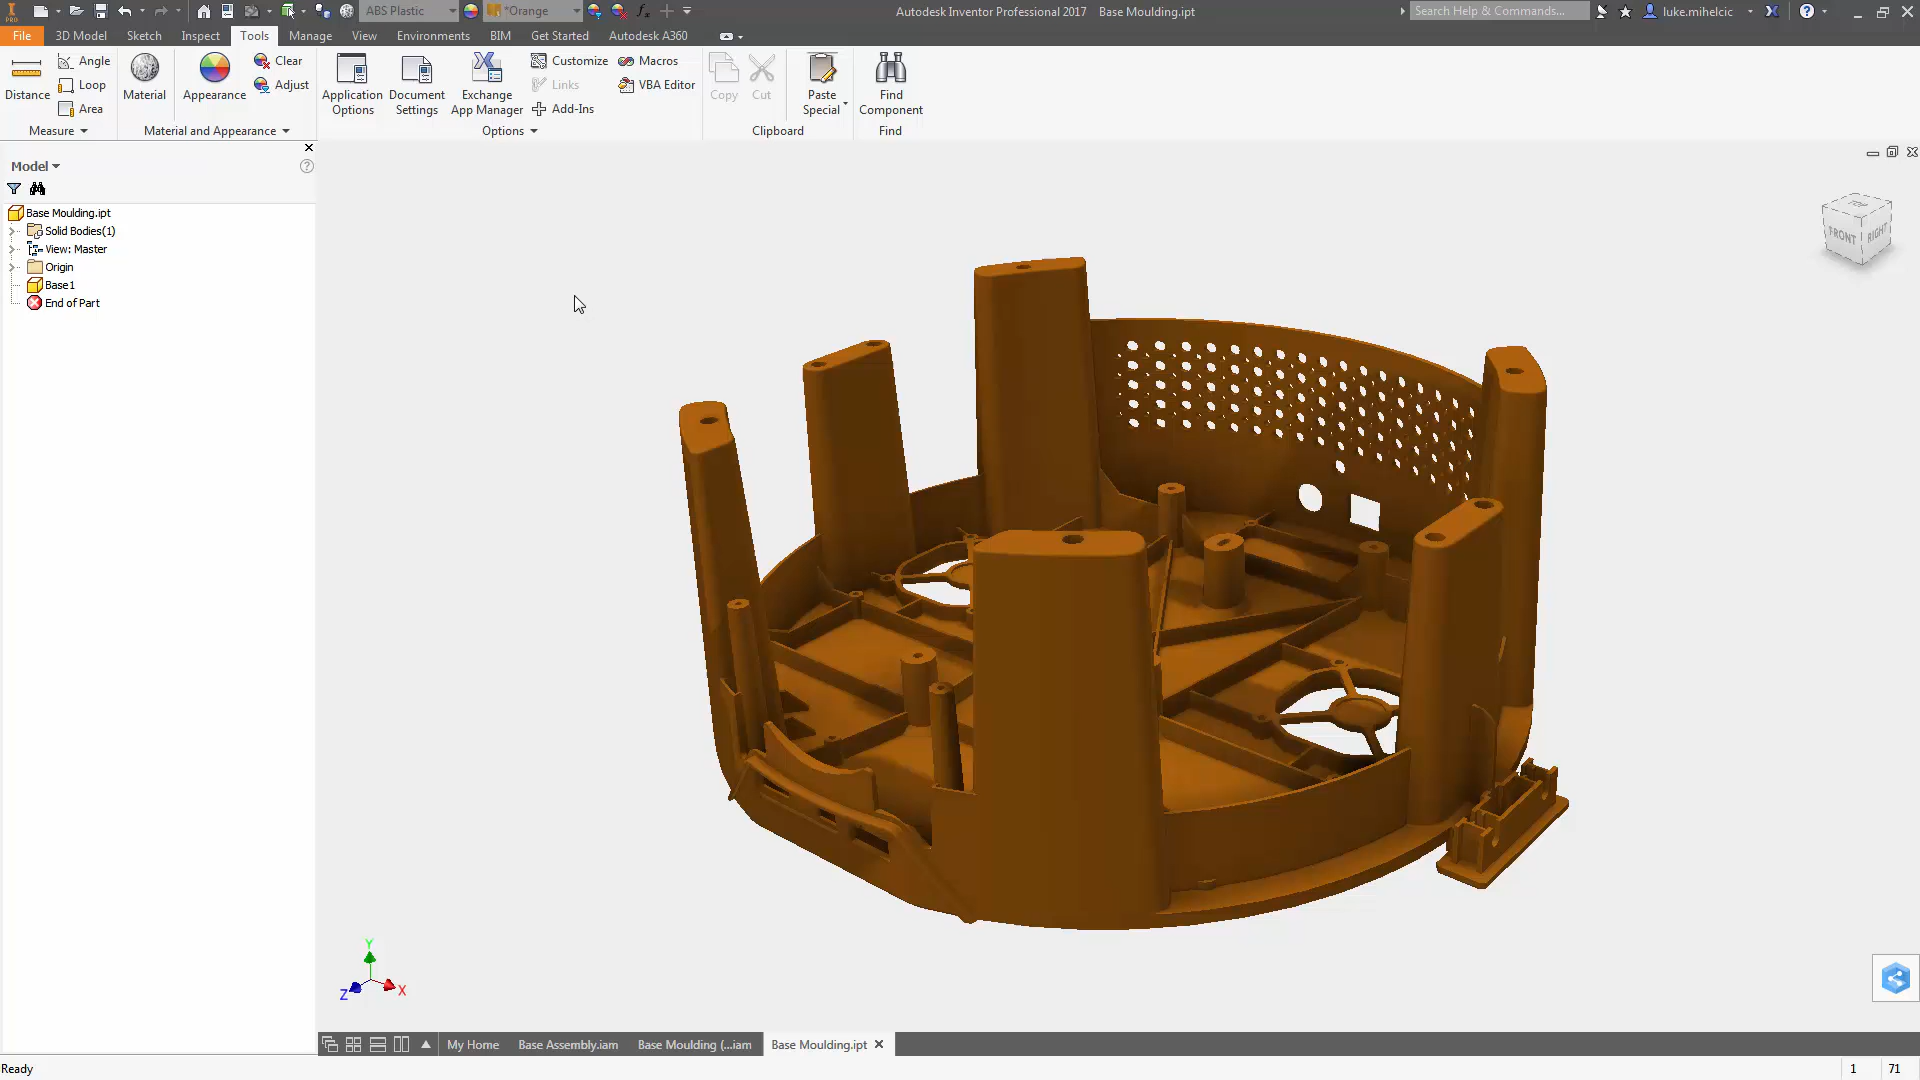 PRO
ABS Plastic
*Orange
Autodesk Inventor Professional 2017 Base Moulding.ipt
Search Help & Commands...
luke.mihelcic
File 3D Model Sketch Inspect Tools Manage View Environments BIM Get Started Autodesk A360
Distance
Angle
Loop
Area
Measure
Material
Appearance
Clear
Adjust
Material and Appearance
Application Options
Document Settings
Exchange App Manager
Customize
Links
Add-Ins
Macros
VBA Editor
Options
Copy
Cut
Paste Special
Clipboard
Find Component
Find
Model
Base Moulding.ipt
Solid Bodies(1)
View: Master
Origin
Base1
End of Part
TOP
FRONT
RIGHT
Y
Z
X
My Home Base Assembly.iam Base Moulding (...iam Base Moulding.ipt
Ready
1 71